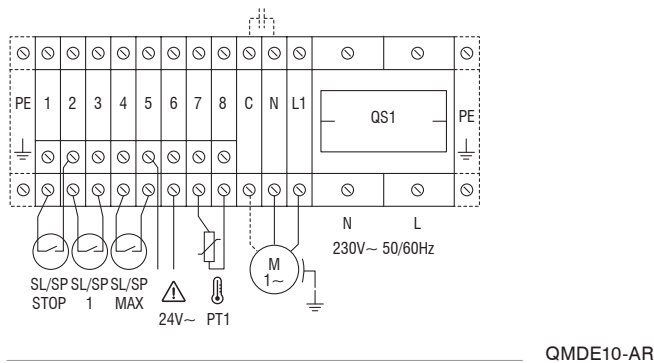 PE 1 2 3 4 5 6 7 8 C N L1 QS1 PE
N L
230V~ 50/60Hz
SL/SP SL/SP SL/SP
STOP 1 MAX
M
1~
24V~ PT1
QMDE10-AR